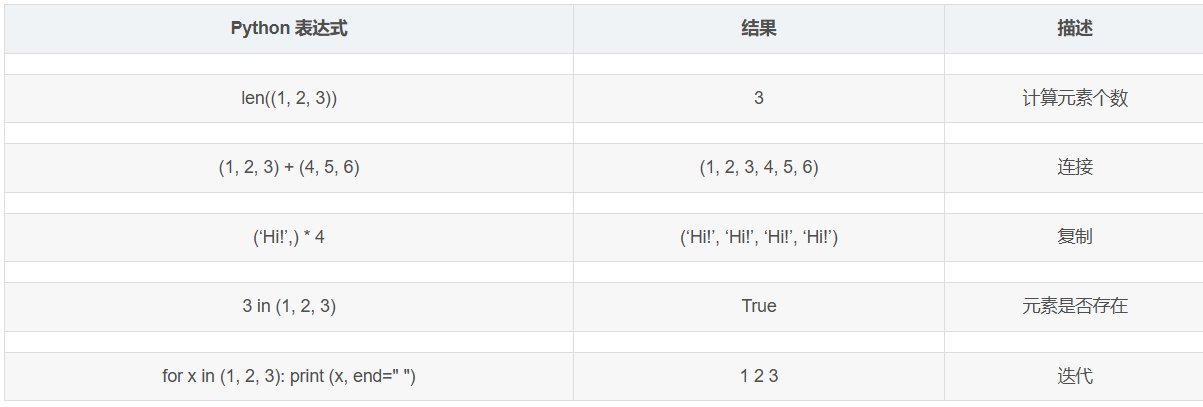 Python 表达式 结果 描述
len((1, 2, 3)) 3 计算元素个数
(1, 2, 3) + (4, 5, 6) (1, 2, 3, 4, 5, 6) 连接
(‘Hi!’,) * 4 (‘Hi!’, ‘Hi!’, ‘Hi!’, ‘Hi!’) 复制
3 in (1, 2, 3) True 元素是否存在
for x in (1, 2, 3): print (x, end=" ") 1 2 3 迭代